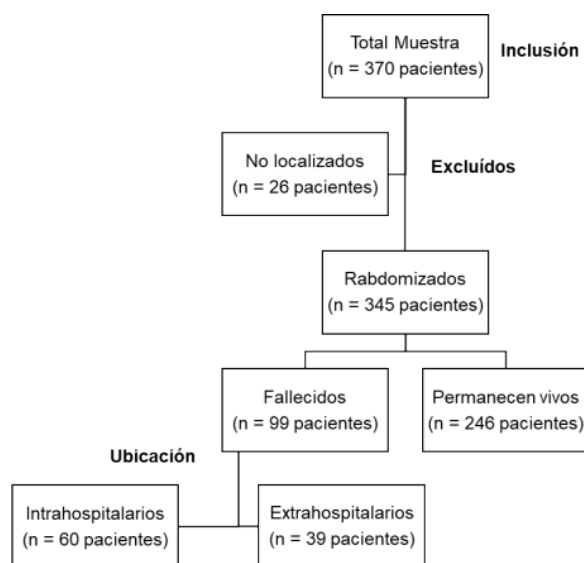 Total Muestra
(n = 370 pacientes)
Inclusión
No localizados
(n = 26 pacientes)
Excluídos
Rabdomizados
(n = 345 pacientes)
Fallecidos
(n = 99 pacientes)
Permanecen vivos
(n = 246 pacientes)
Ubicación
Intrahospitalarios
(n = 60 pacientes)
Extrahospitalarios
(n = 39 pacientes)